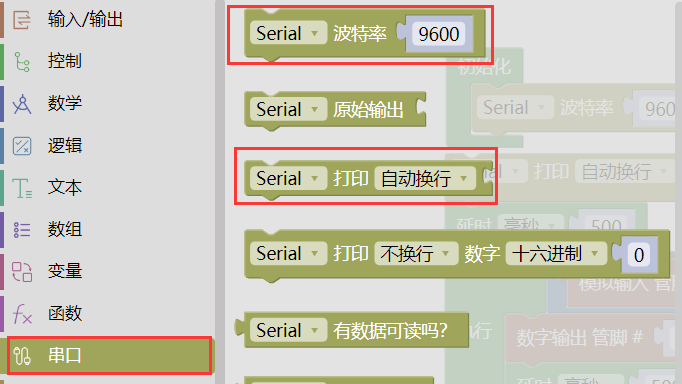 输入/输出
控制
数学
逻辑
文本
数组
变量
函数
串口
Serial 波特率 9600
Serial 原始输出
Serial 打印 自动换行
Serial 打印 不换行 数字 十六进制 0
Serial 有数据可读吗?
初始化
Serial 波特率 960
打印 自动换行
延时 毫秒 500
模拟输入 管脚
执行
数字输出 管脚 #
延时 毫秒